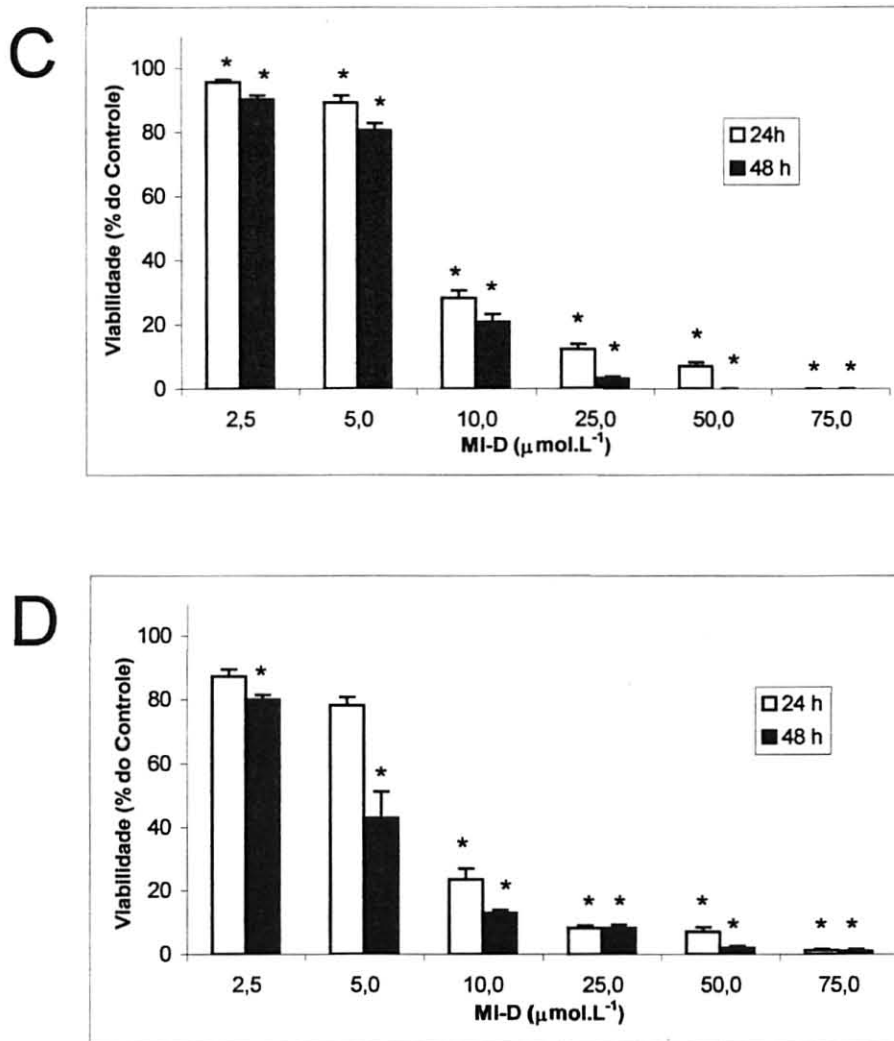 C
Viabilidade (% do Controle)
100
80
60
40
20
0
* * * * * * * * * * * *
24h
48 h
2,5 5,0 10,0 25,0 50,0 75,0
MI-D (μmol.L⁻¹)
D
Viabilidade (% do Controle)
100
80
60
40
20
0
* * * * * * * * * *
24 h
48 h
2,5 5,0 10,0 25,0 50,0 75,0
MI-D (μmol.L⁻¹)